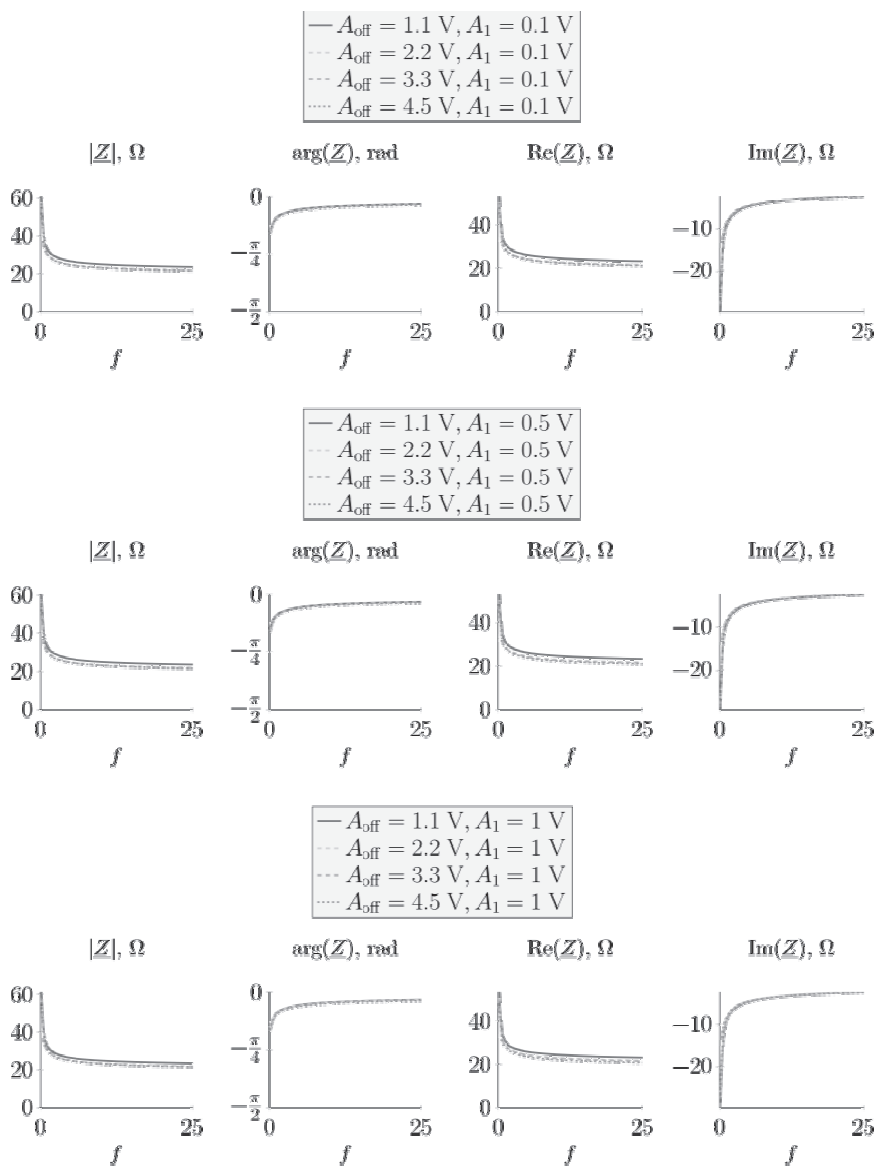 A_off = 1.1 V, A_1 = 0.1 V
A_off = 2.2 V, A_1 = 0.1 V
A_off = 3.3 V, A_1 = 0.1 V
A_off = 4.5 V, A_1 = 0.1 V
|Z|, Ω arg(Z), rad Re(Z), Ω Im(Z), Ω
60 0
40 40 −10
20 −π/4 20 −20
0 −π/2 0
0 25 0 25 0 25 0 25
f f f f
A_off = 1.1 V, A_1 = 0.5 V
A_off = 2.2 V, A_1 = 0.5 V
A_off = 3.3 V, A_1 = 0.5 V
A_off = 4.5 V, A_1 = 0.5 V
|Z|, Ω arg(Z), rad Re(Z), Ω Im(Z), Ω
60 0
40 40 −10
20 −π/4 20 −20
0 −π/2 0
0 25 0 25 0 25 0 25
f f f f
A_off = 1.1 V, A_1 = 1 V
A_off = 2.2 V, A_1 = 1 V
A_off = 3.3 V, A_1 = 1 V
A_off = 4.5 V, A_1 = 1 V
|Z|, Ω arg(Z), rad Re(Z), Ω Im(Z), Ω
60 0
40 40 −10
20 −π/4 20 −20
0 −π/2 0
0 25 0 25 0 25 0 25
f f f f